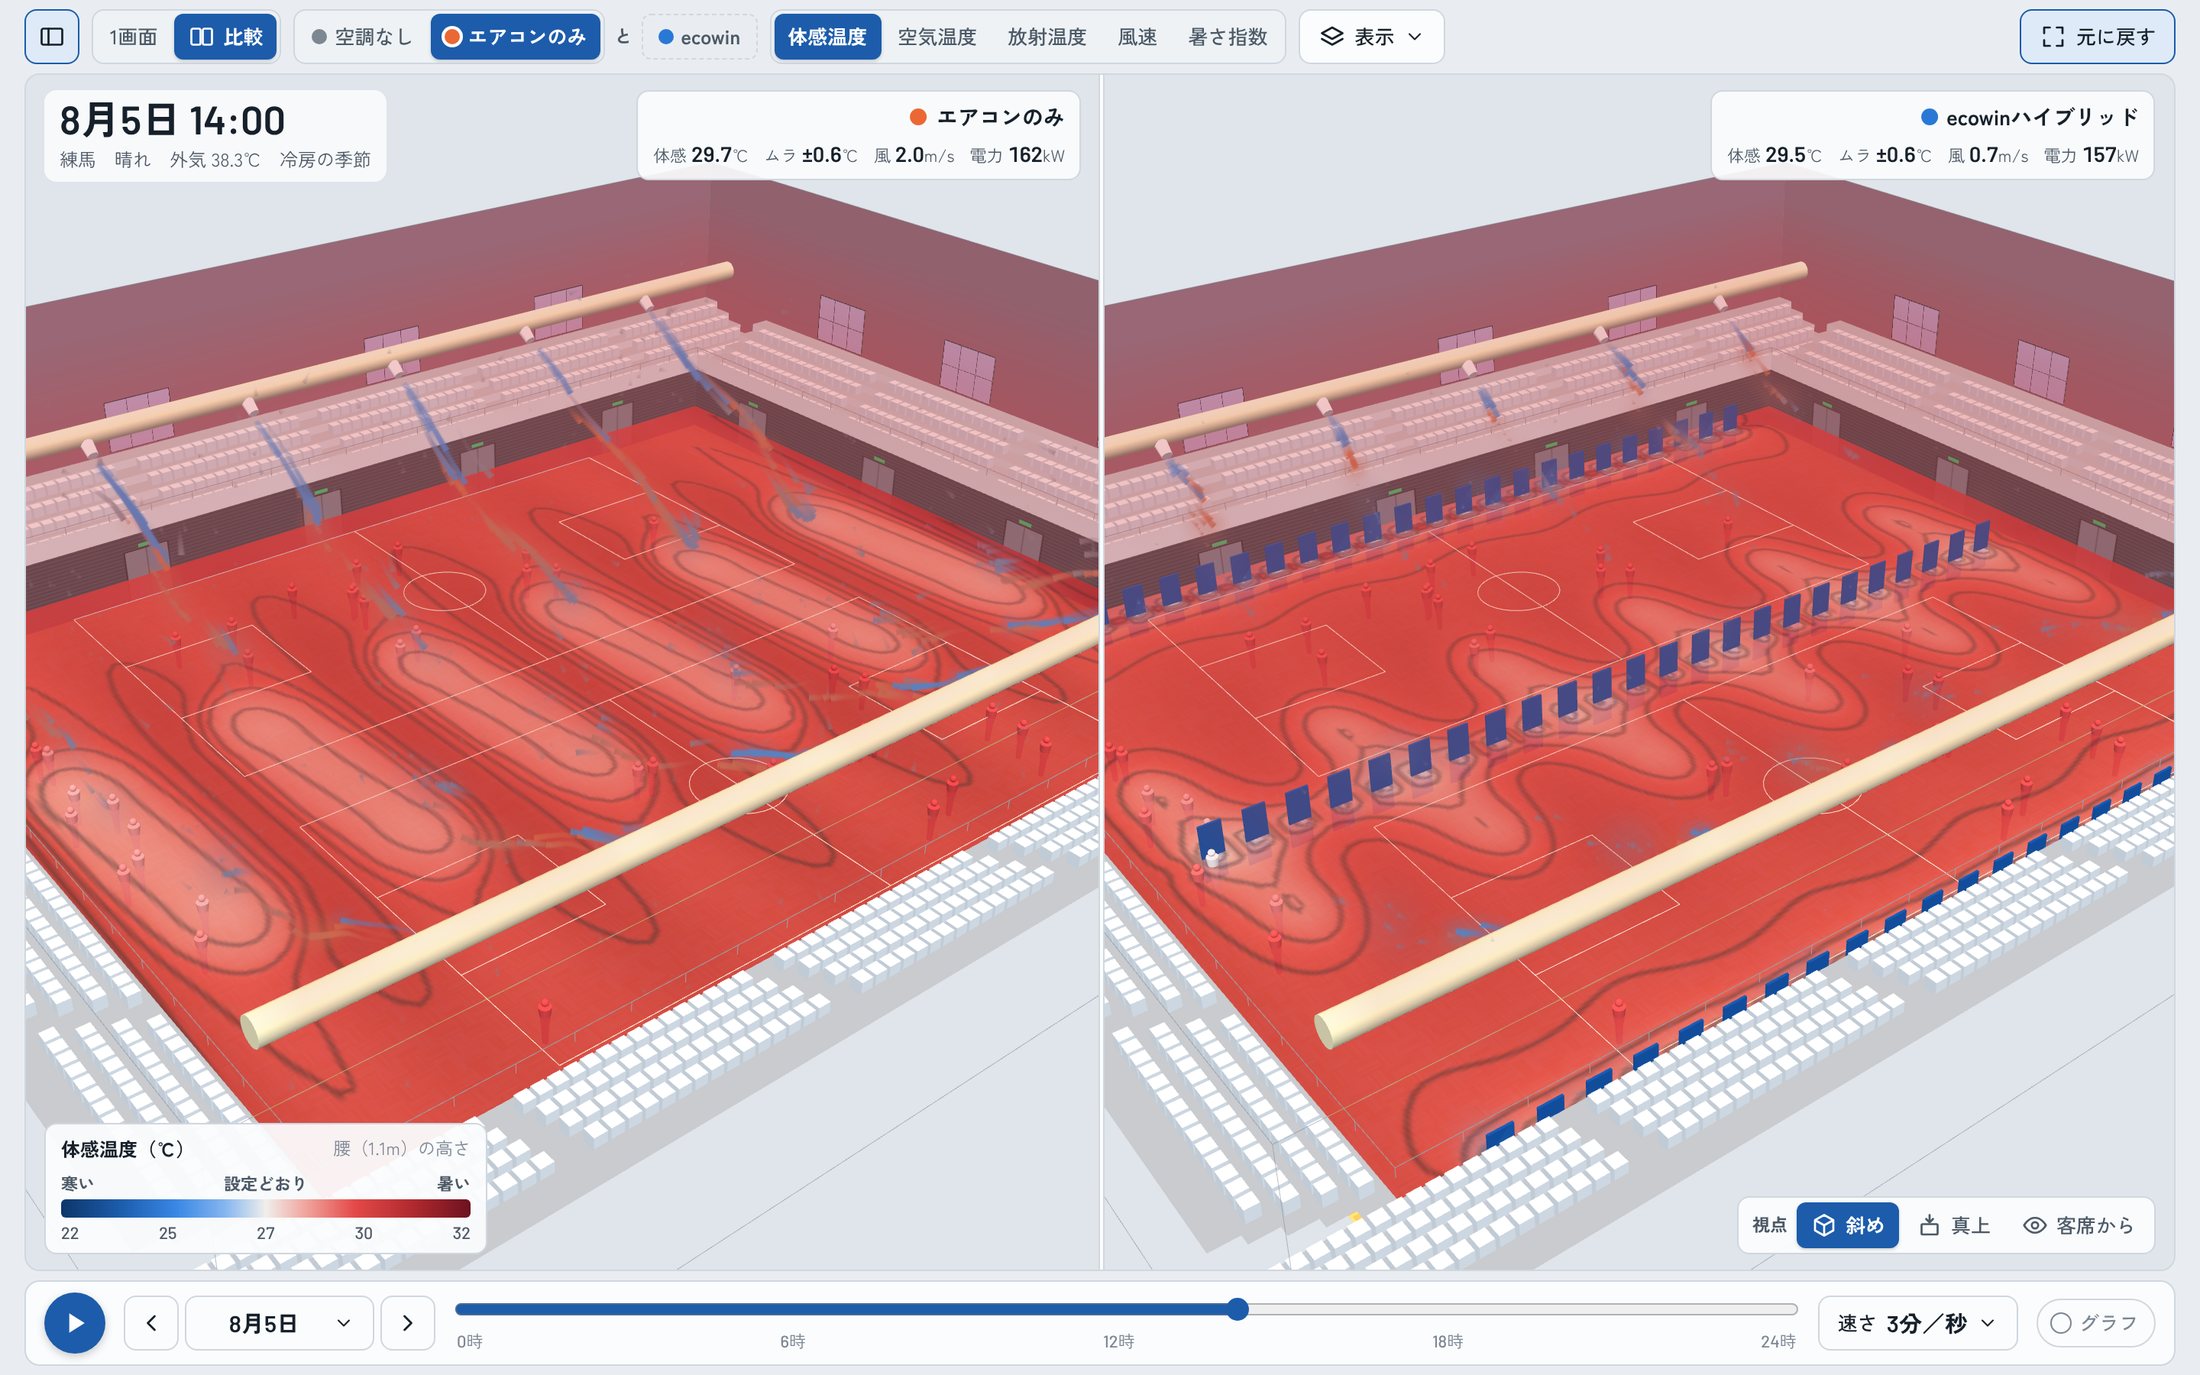 1画面 比較 空調なし エアコンのみ と ecowin 体感温度 空気温度 放射温度 風速 暑さ指数 表示 元に戻す
8月5日 14:00
練馬 晴れ 外気 38.3℃ 冷房の季節
エアコンのみ
体感 29.7℃ ムラ ±0.6℃ 風 2.0m/s 電力 162kW
ecowinハイブリッド
体感 29.5℃ ムラ ±0.6℃ 風 0.7m/s 電力 157kW
体感温度（℃） 腰（1.1m）の高さ
寒い 設定どおり 暑い
22 25 27 30 32
視点 斜め 真上 客席から
8月5日
0時 6時 12時 18時 24時
速さ 3分／秒 グラフ